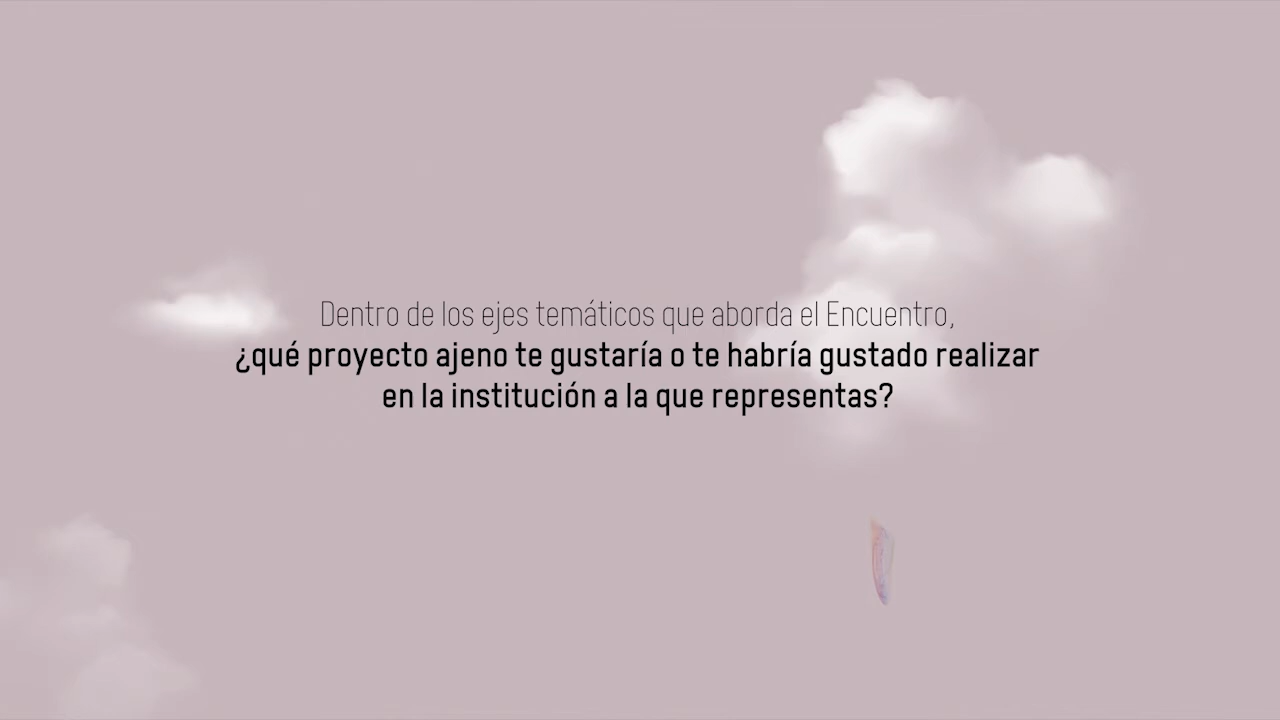 Dentro de los ejes temáticos que aborda el Encuentro,
¿qué proyecto ajeno te gustaría o te habría gustado realizar
en la institución a la que representas?